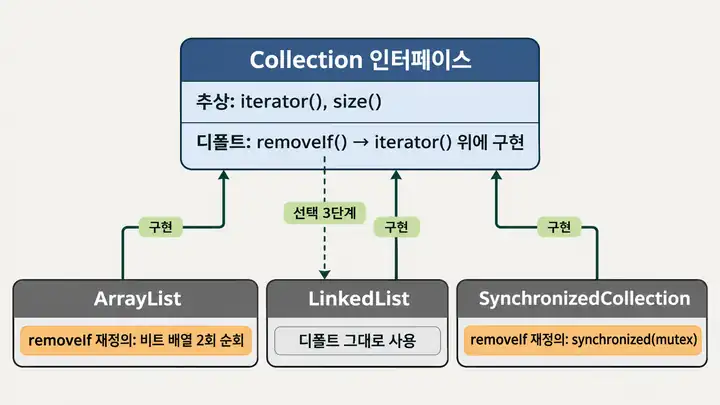 Collection 인터페이스
추상: iterator(), size()
디폴트: removeIf() → iterator() 위에 구현
구현
선택 3단계
구현
구현
ArrayList
removeIf 재정의: 비트 배열 2회 순회
LinkedList
디폴트 그대로 사용
SynchronizedCollection
removeIf 재정의: synchronized(mutex)